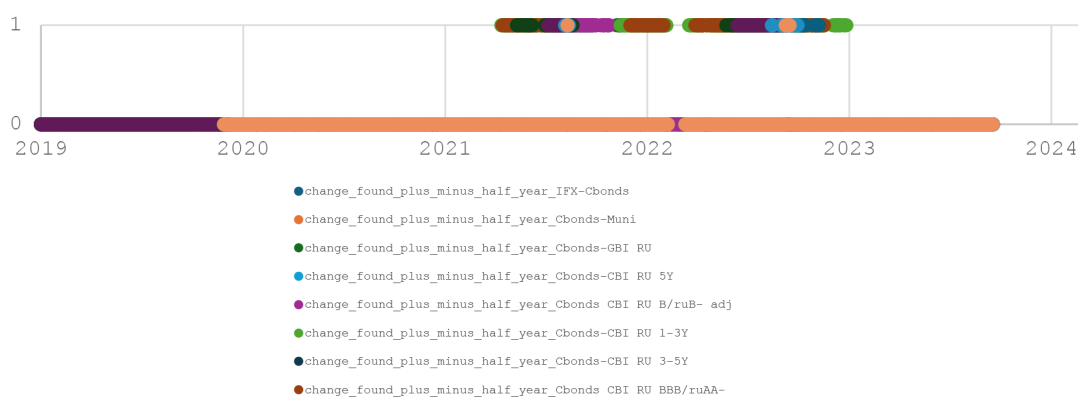 1
0
2019 2020 2021 2022 2023 2024
change_found_plus_minus_half_year_IFX-Cbonds
change_found_plus_minus_half_year_Cbonds-Muni
change_found_plus_minus_half_year_Cbonds-GBI RU
change_found_plus_minus_half_year_Cbonds-CBI RU 5Y
change_found_plus_minus_half_year_Cbonds CBI RU B/ruB- adj
change_found_plus_minus_half_year_Cbonds-CBI RU 1-3Y
change_found_plus_minus_half_year_Cbonds-CBI RU 3-5Y
change_found_plus_minus_half_year_Cbonds CBI RU BBB/ruAA-